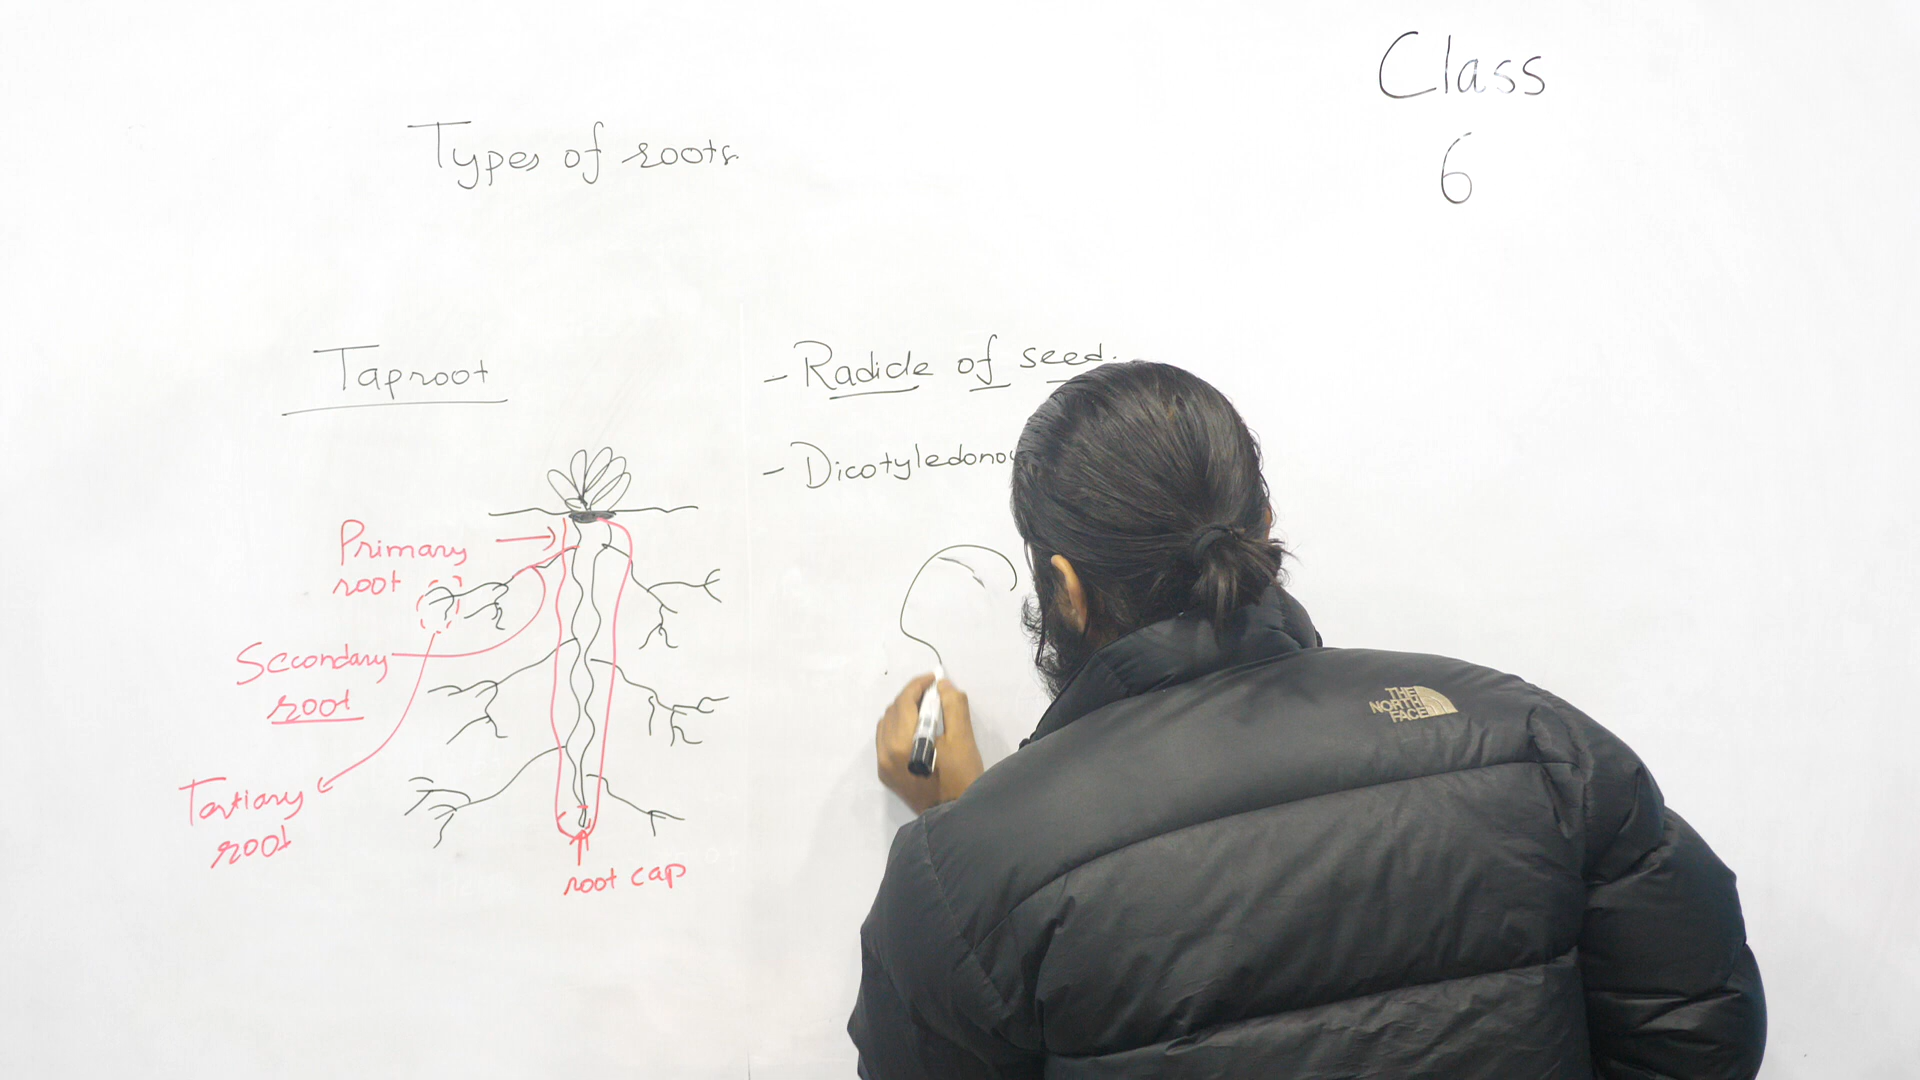 Class
6
Types of roots.
Taproot
- Radicle of seed.
- Dicotyledonou
Primary
root
Secondary
root
Tertiary
root
root cap
THE
NORTH
FACE